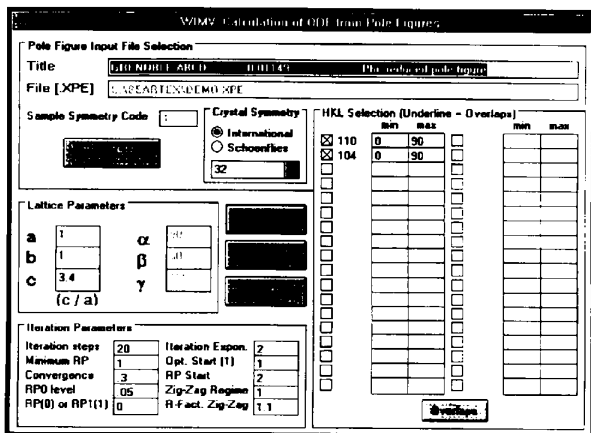 WIMV: Calculation of ODF from Pole Figures
Pole Figure Input File Selection
Title
File [.XPE] C:\BEARTEX\DEMO.XPE
Sample Symmetry Code 1
Crystal Symmetry
International
Schoenflies
32
HKL Selection (Underline = Overlaps)
min max min max
110 0 90
104 0 90
Lattice Parameters
a 1 α
b 1 β
c 3.4 γ
(c / a)
Iteration Parameters
Iteration steps 20 Iteration Expon. 2
Minimum RP 1 Opt. Start (1) 1
Convergence .3 RP Start 2
RP0 level .05 Zig-Zag Regime 1
RP(0) or RP1(1) 0 R-Fact. Zig-Zag 1.1
Overlaps